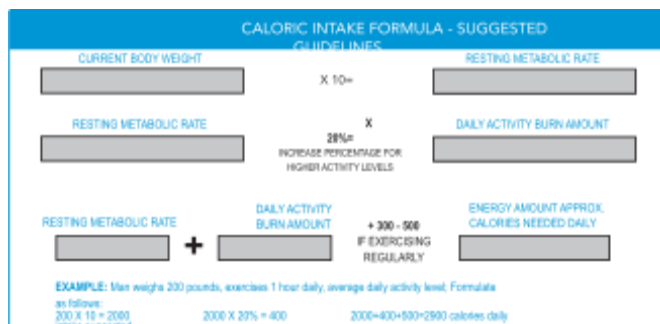 CALORIC INTAKE FORMULA - SUGGESTED
GUIDELINES
CURRENT BODY WEIGHT
RESTING METABOLIC RATE
X 10=
RESTING METABOLIC RATE
X
20%=
INCREASE PERCENTAGE FOR
HIGHER ACTIVITY LEVELS
DAILY ACTIVITY BURN AMOUNT
RESTING METABOLIC RATE
+
DAILY ACTIVITY
BURN AMOUNT
+ 300 - 500
IF EXERCISING
REGULARLY
ENERGY AMOUNT APPROX.
CALORIES NEEDED DAILY
EXAMPLE: Man weighs 200 pounds, exercises 1 hour daily, average daily activity level; Formulate
as follows:
200 X 10 = 2000 2000 X 20% = 400 2000+400+500=2900 calories daily